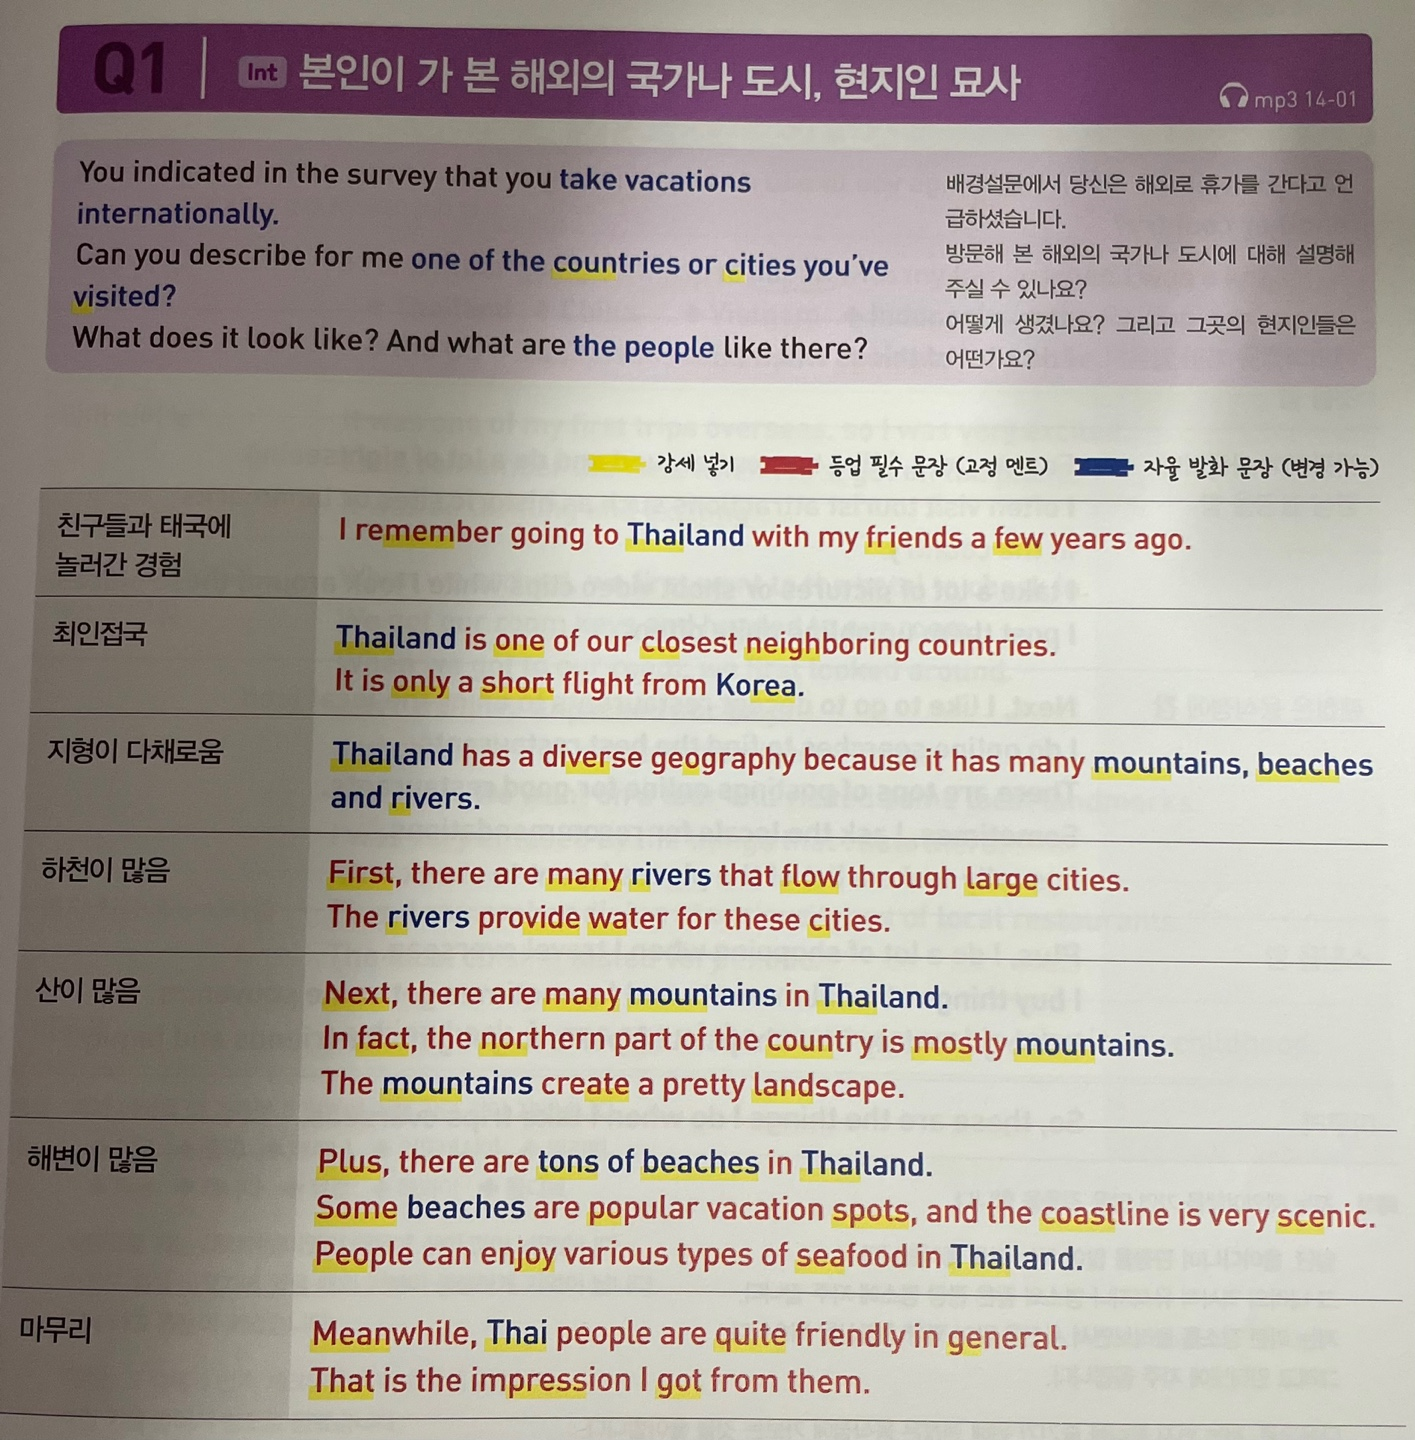 Q1 Int 본인이 가 본 해외의 국가나 도시, 현지인 묘사 mp3 14-01
You indicated in the survey that you take vacations
internationally.
Can you describe for me one of the countries or cities you've
visited?
What does it look like? And what are the people like there?
배경설문에서 당신은 해외로 휴가를 간다고 언
급하셨습니다.
방문해 본 해외의 국가나 도시에 대해 설명해
주실 수 있나요?
어떻게 생겼나요? 그리고 그곳의 현지인들은
어떤가요?
강세 넣기 등업 필수 문장 (고정 멘트) 자율 발화 문장 (변경 가능)
친구들과 태국에
놀러간 경험
I remember going to Thailand with my friends a few years ago.
최인접국
Thailand is one of our closest neighboring countries.
It is only a short flight from Korea.
지형이 다채로움
Thailand has a diverse geography because it has many mountains, beaches
and rivers.
하천이 많음
First, there are many rivers that flow through large cities.
The rivers provide water for these cities.
산이 많음
Next, there are many mountains in Thailand.
In fact, the northern part of the country is mostly mountains.
The mountains create a pretty landscape.
해변이 많음
Plus, there are tons of beaches in Thailand.
Some beaches are popular vacation spots, and the coastline is very scenic.
People can enjoy various types of seafood in Thailand.
마무리
Meanwhile, Thai people are quite friendly in general.
That is the impression I got from them.